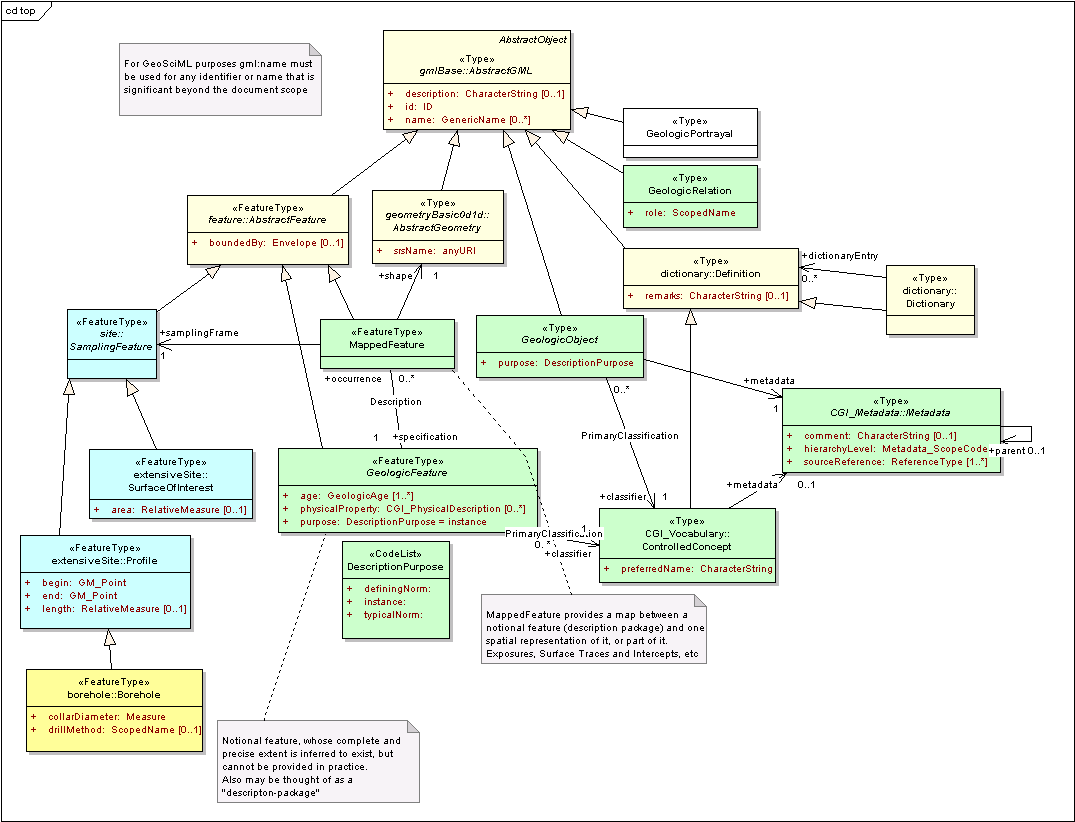 cd top
For GeoSciML purposes gml:name must
be used for any identifier or name that is
significant beyond the document scope
AbstractObject
«Type»
gmlBase::AbstractGML
+ description: CharacterString [0..1]
+ id: ID
+ name: GenericName [0..*]
«Type»
GeologicPortrayal
«Type»
GeologicRelation
+ role: ScopedName
«FeatureType»
feature::AbstractFeature
+ boundedBy: Envelope [0..1]
«Type»
geometryBasic0d1d::
AbstractGeometry
+ srsName: anyURI
«Type»
dictionary::Definition
+ remarks: CharacterString [0..1]
+dictionaryEntry
0..*
«Type»
dictionary::
Dictionary
+shape
1
«FeatureType»
site::
SamplingFeature
+samplingFrame
1
«FeatureType»
MappedFeature
«Type»
GeologicObject
+ purpose: DescriptionPurpose
+occurrence
0..*
Description
1
+specification
0..*
PrimaryClassification
+classifier
1
+metadata
1
«Type»
CGI_Metadata::Metadata
+ comment: CharacterString [0..1]
+ hierarchyLevel: Metadata_ScopeCode
+ sourceReference: ReferenceType [1..*]
+parent 0..1
+metadata
0..1
«FeatureType»
extensiveSite::
SurfaceOfInterest
+ area: RelativeMeasure [0..1]
«FeatureType»
GeologicFeature
+ age: GeologicAge [1..*]
+ physicalProperty: CGI_PhysicalDescription [0..*]
+ purpose: DescriptionPurpose = instance
PrimaryClassification
1
0..*
+classifier
«Type»
CGI_Vocabulary::
ControlledConcept
+ preferredName: CharacterString
«FeatureType»
extensiveSite::Profile
+ begin: GM_Point
+ end: GM_Point
+ length: RelativeMeasure [0..1]
«CodeList»
DescriptionPurpose
+ definingNorm:
+ instance:
+ typicalNorm:
MappedFeature provides a map between a
notional feature (description package) and one
spatial representation of it, or part of it.
Exposures, Surface Traces and Intercepts, etc
«FeatureType»
borehole::Borehole
+ collarDiameter: Measure
+ drillMethod: ScopedName [0..1]
Notional feature, whose complete and
precise extent is inferred to exist, but
cannot be provided in practice.
Also may be thought of as a
"descripton-package"